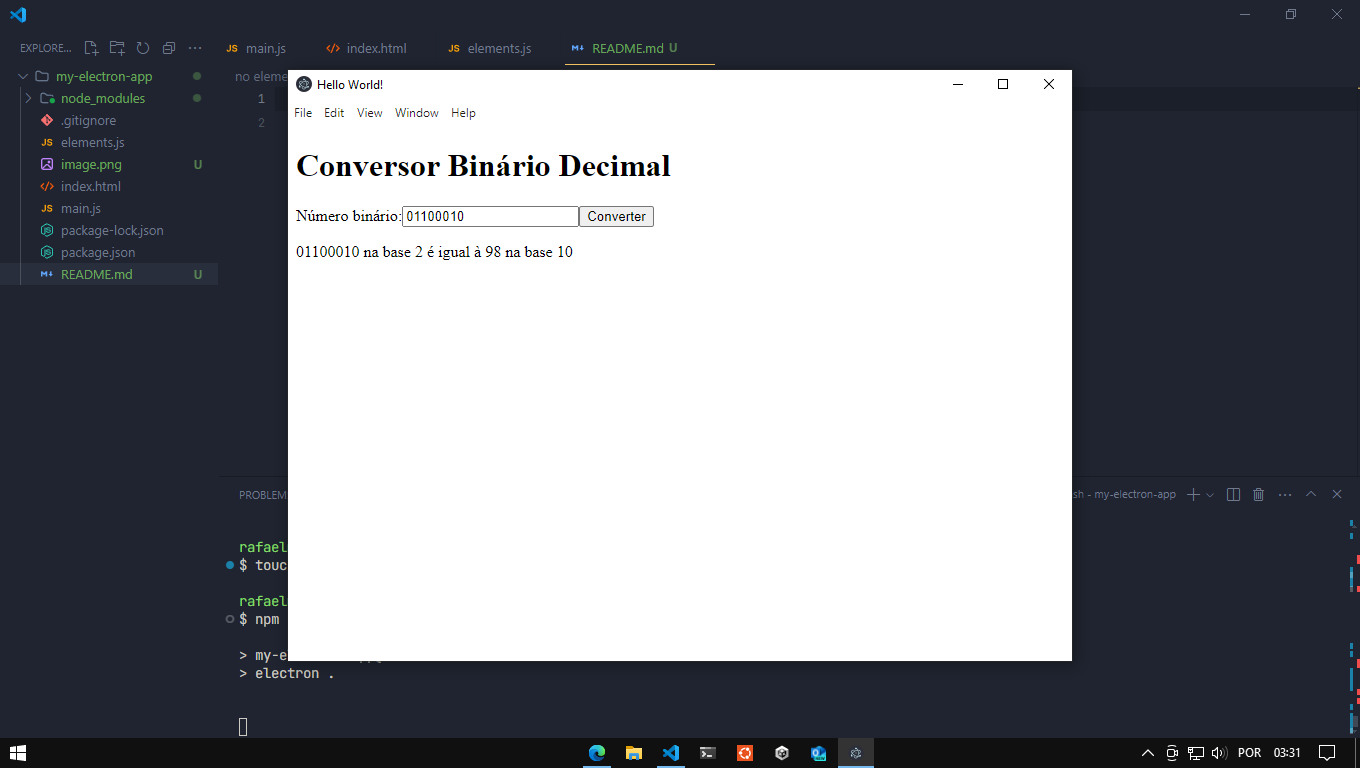 EXPLORE...
main.js
index.html
elements.js
README.md U
my-electron-app
node_modules
.gitignore
elements.js
image.png U
index.html
main.js
package-lock.json
package.json
README.md U
no eleme
1
2
Hello World!
File Edit View Window Help
Conversor Binário Decimal
Número binário: 01100010 Converter
01100010 na base 2 é igual à 98 na base 10
PROBLEM
sh - my-electron-app
rafael
$ touc
rafael
$ npm
> my-e
> electron .
POR 03:31